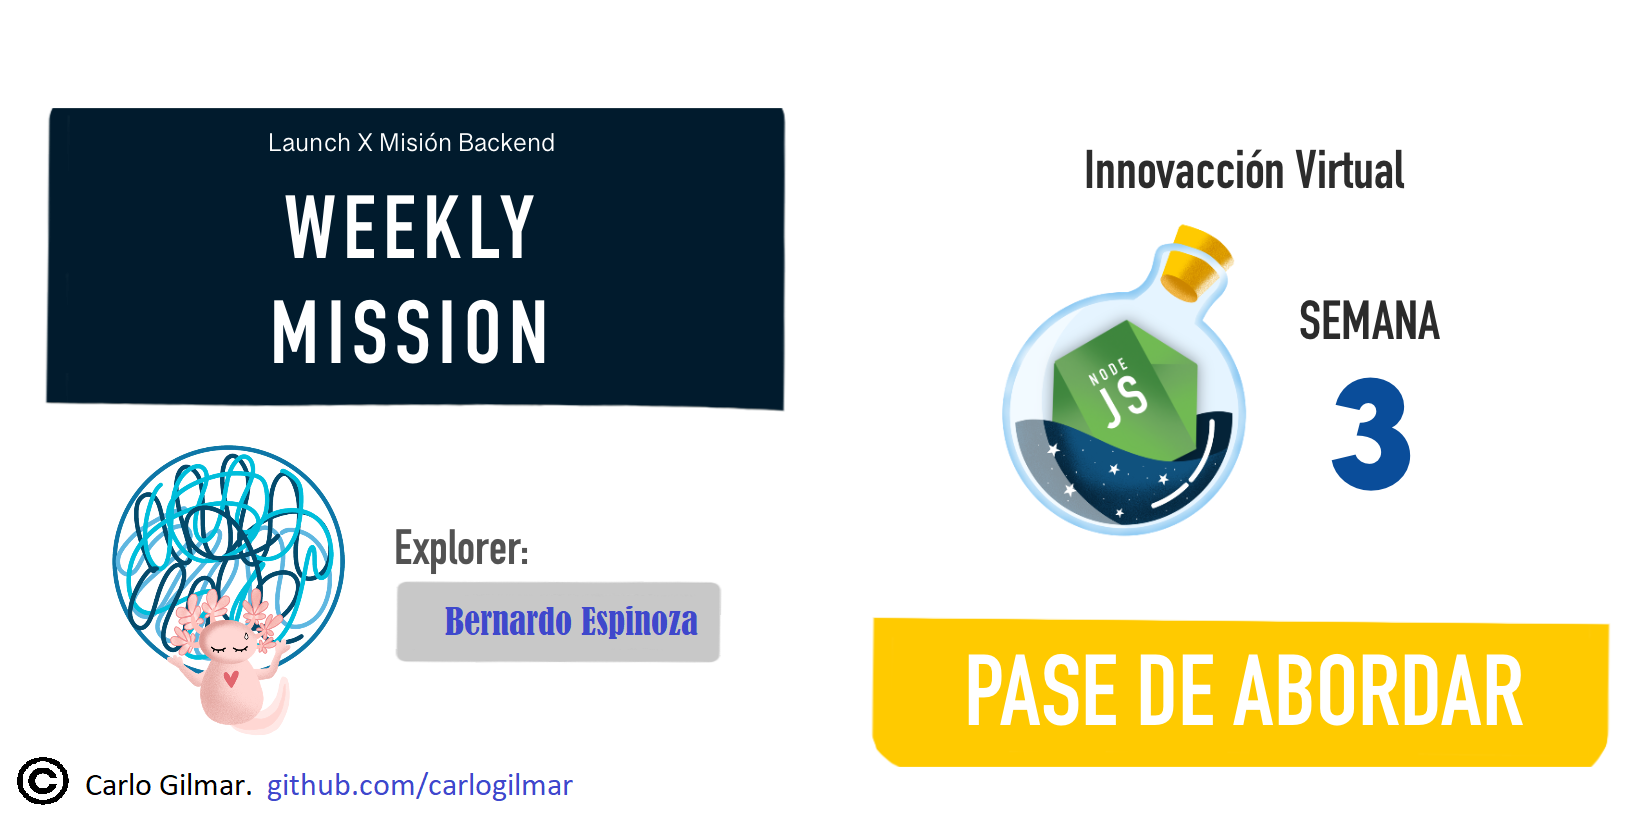 Launch X Misión Backend
WEEKLY
MISSION
Explorer:
Bernardo Espinoza
© Carlo Gilmar. github.com/carlogilmar
Innovacción Virtual
NODE
JS
SEMANA
3
PASE DE ABORDAR